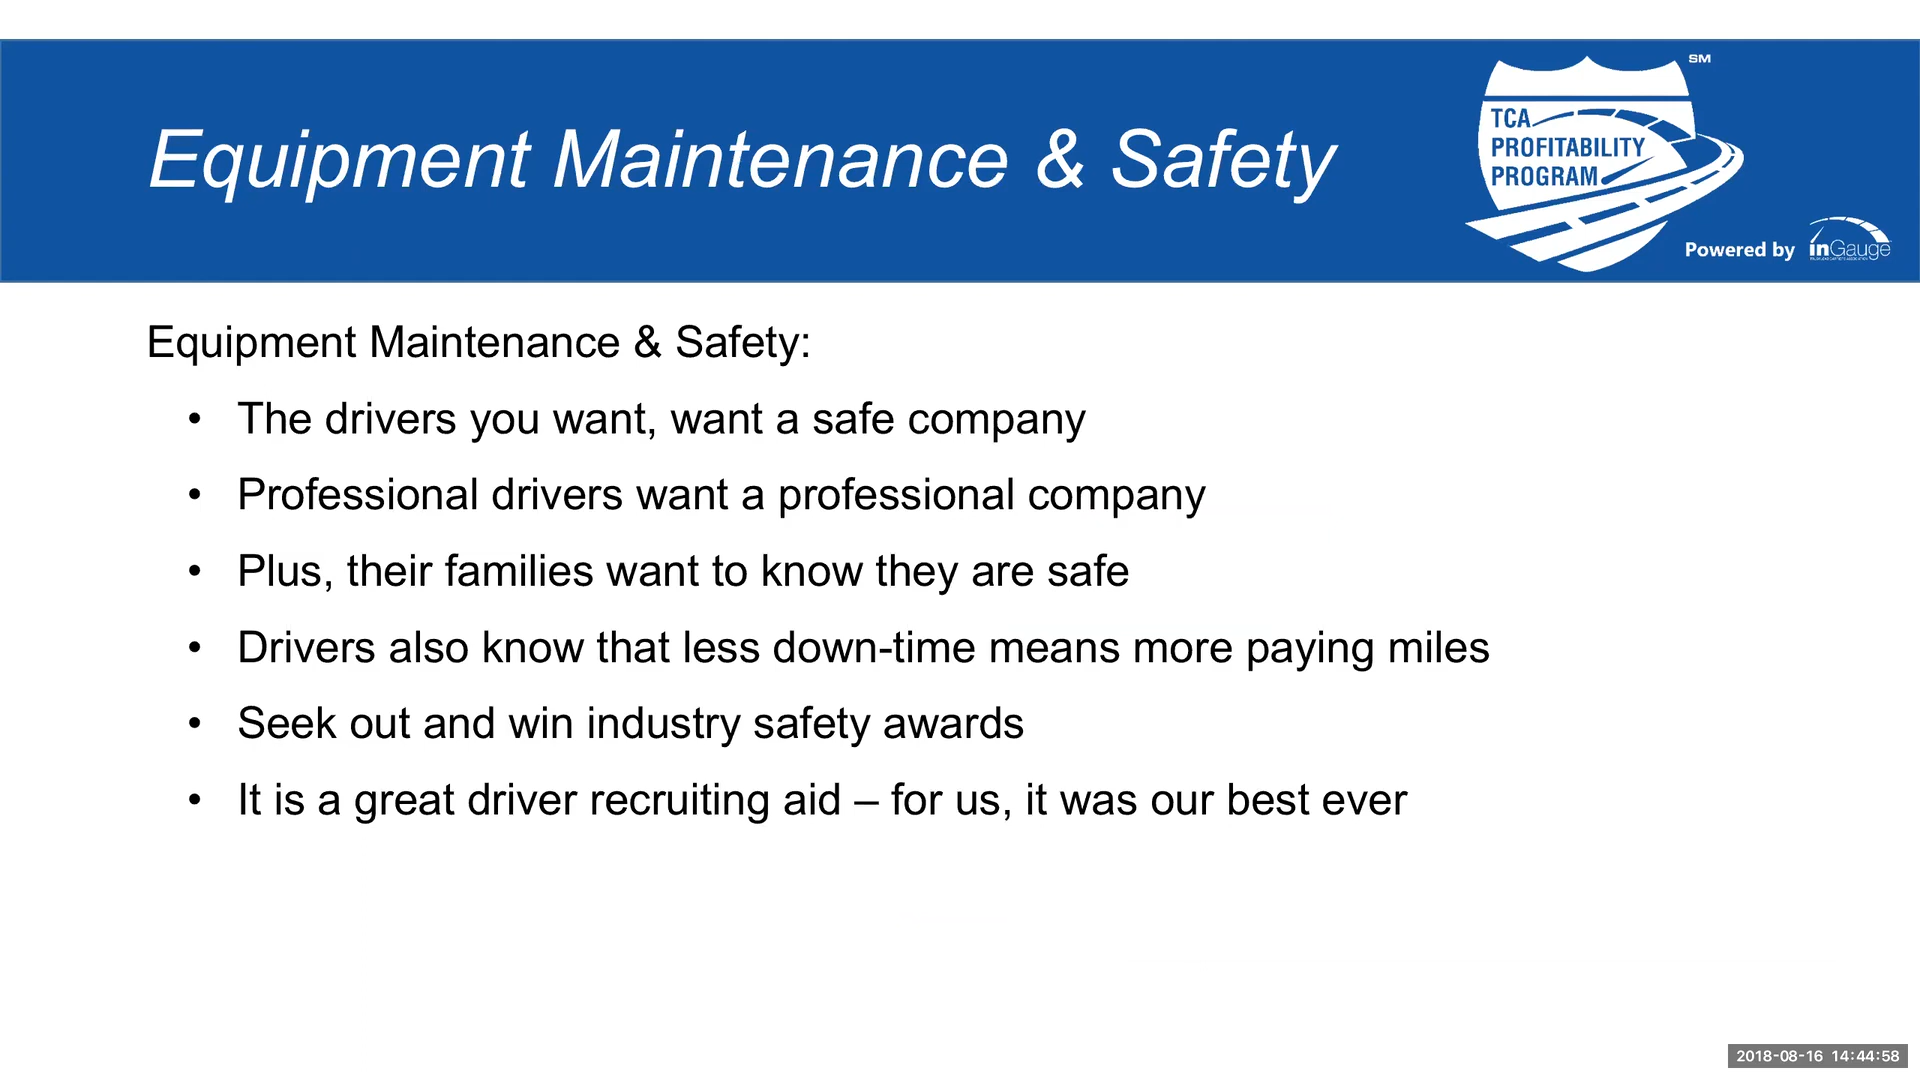 Equipment Maintenance & Safety
SM
TCA
PROFITABILITY
PROGRAM
Powered by inGauge
Equipment Maintenance & Safety:
• The drivers you want, want a safe company
• Professional drivers want a professional company
• Plus, their families want to know they are safe
• Drivers also know that less down-time means more paying miles
• Seek out and win industry safety awards
• It is a great driver recruiting aid – for us, it was our best ever
2018-08-16 14:44:58